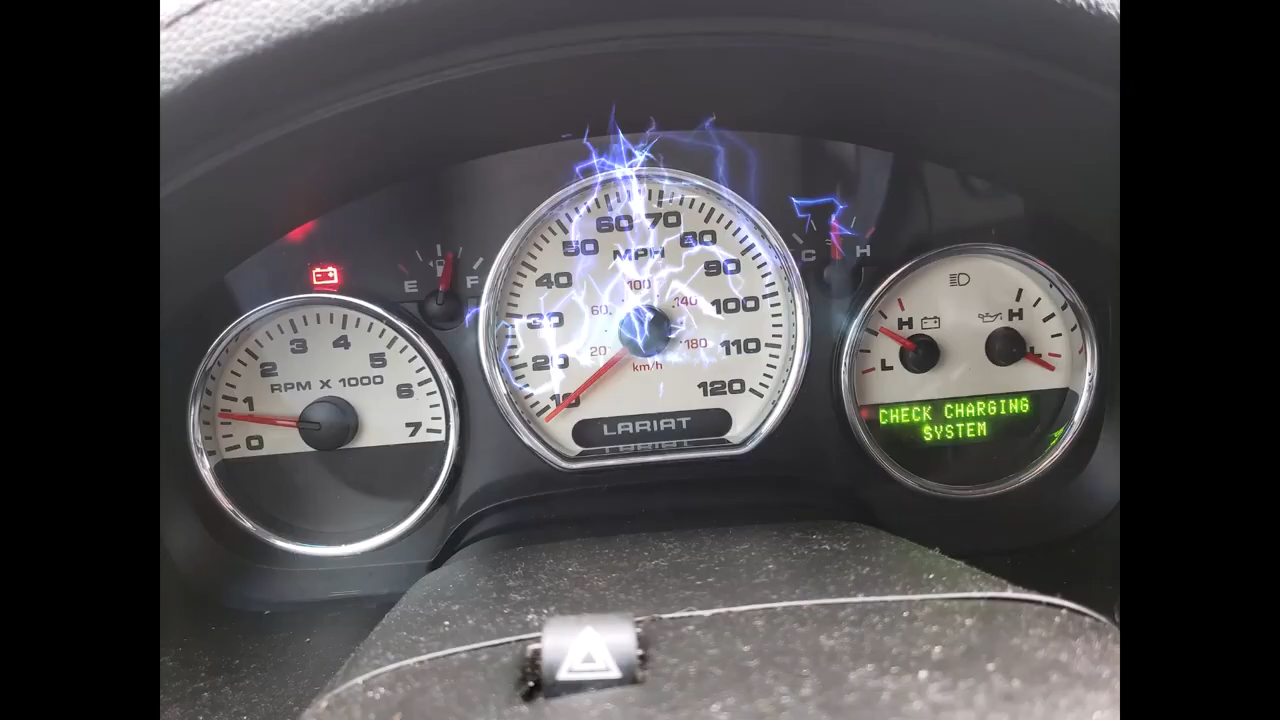 E F
C H
0 1 2 3 4 5 6 7
RPM X 1000
10 20 30 40 50 60 70 80 90 100 110 120
MPH
20 60 100 140 180
km/h
LARIAT
H H
L L
CHECK CHARGING
SYSTEM